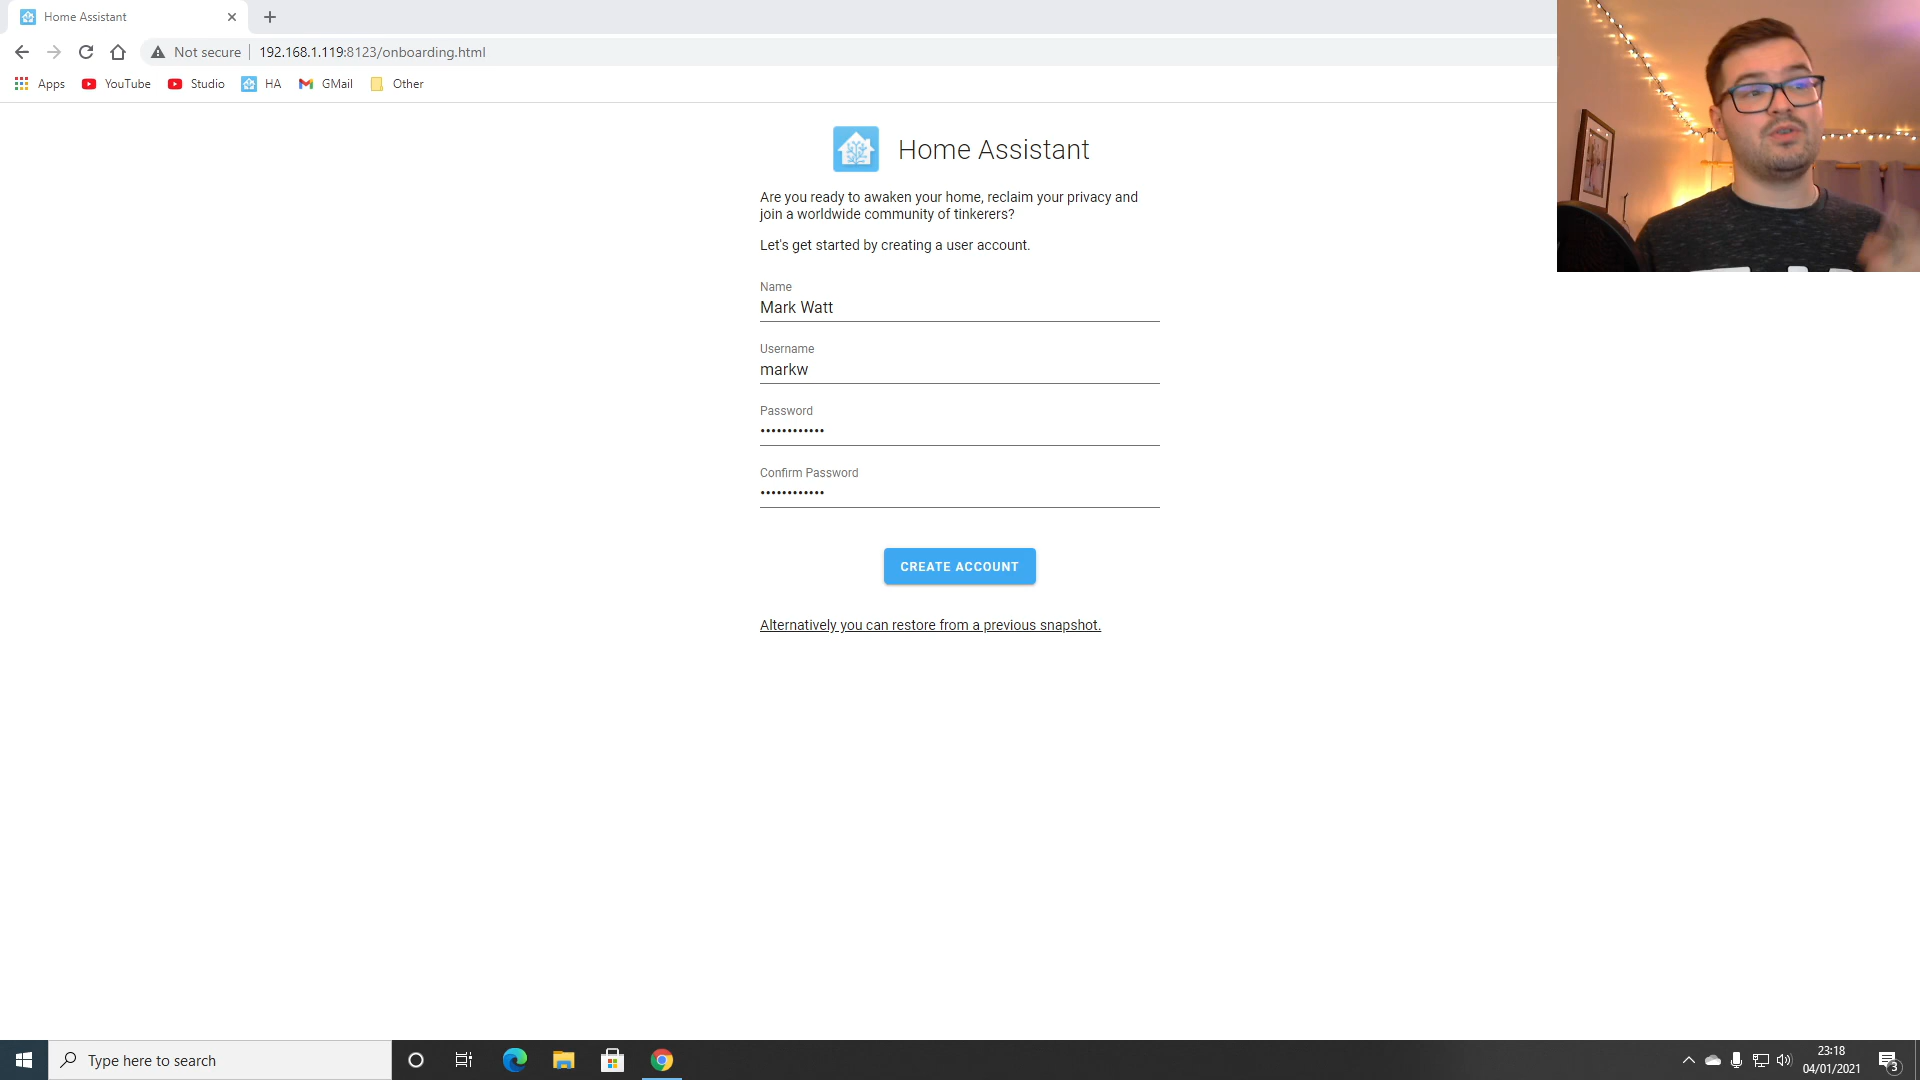 Home Assistant
Not secure
192.168.1.119:8123/onboarding.html
Apps
YouTube
Studio
HA
GMail
Other
Home Assistant
Are you ready to awaken your home, reclaim your privacy and
join a worldwide community of tinkerers?
Let's get started by creating a user account.
Name
Mark Watt
Username
markw
Password
••••••••••••
Confirm Password
••••••••••••
CREATE ACCOUNT
Alternatively you can restore from a previous snapshot.
Type here to search
23:18
04/01/2021
3